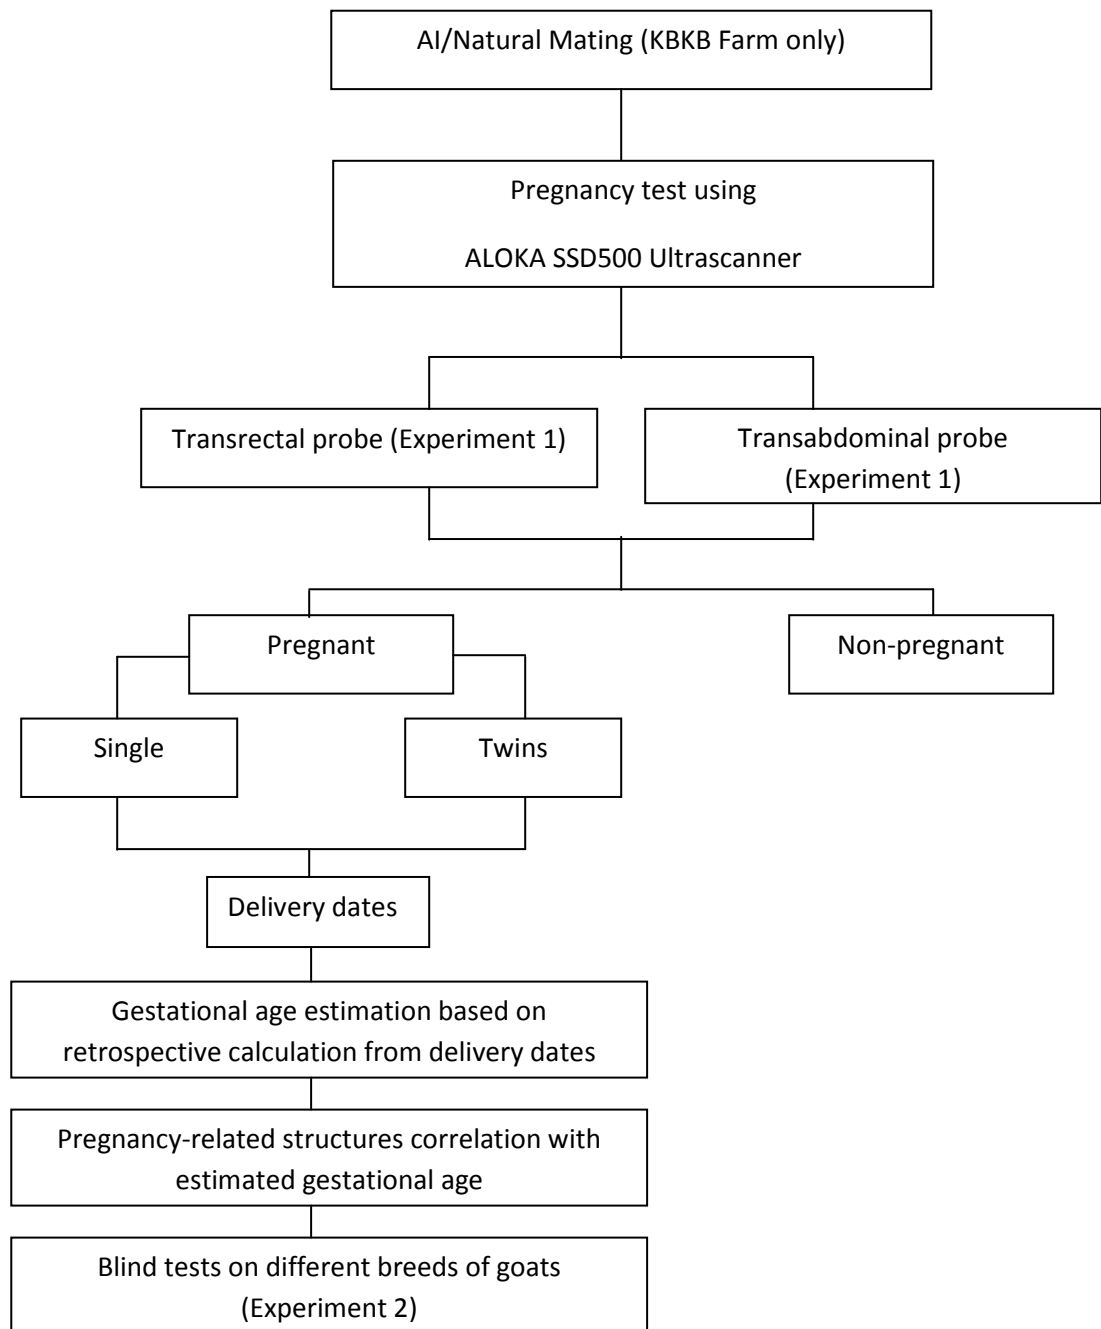 AI/Natural Mating (KBKB Farm only)
Pregnancy test using
ALOKA SSD500 Ultrascanner
Transrectal probe (Experiment 1)
Transabdominal probe
(Experiment 1)
Pregnant
Non-pregnant
Single
Twins
Delivery dates
Gestational age estimation based on
retrospective calculation from delivery dates
Pregnancy-related structures correlation with
estimated gestational age
Blind tests on different breeds of goats
(Experiment 2)